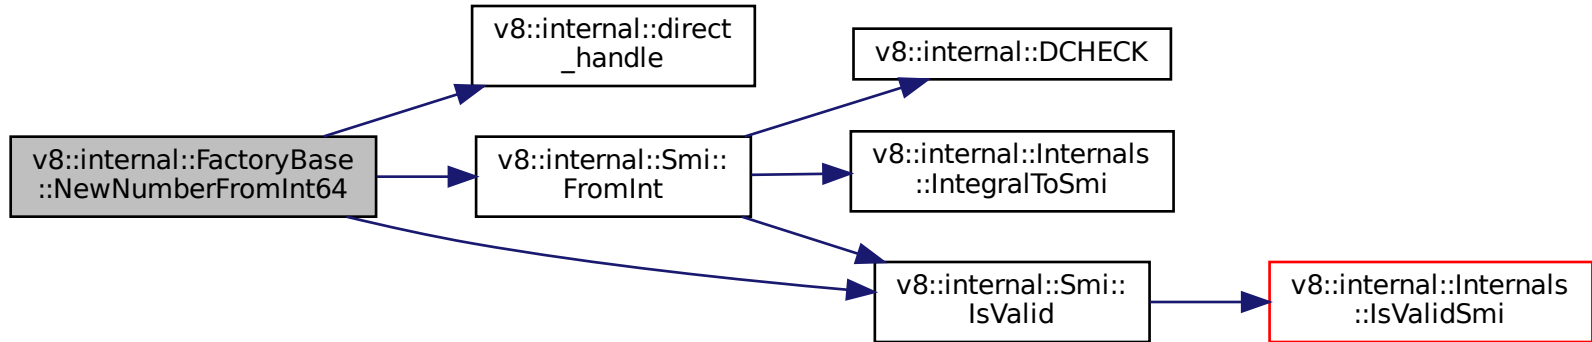 v8::internal::direct
_handle
v8::internal::DCHECK
v8::internal::FactoryBase
::NewNumberFromInt64
v8::internal::Smi::
FromInt
v8::internal::Internals
::IntegralToSmi
v8::internal::Smi::
IsValid
v8::internal::Internals
::IsValidSmi